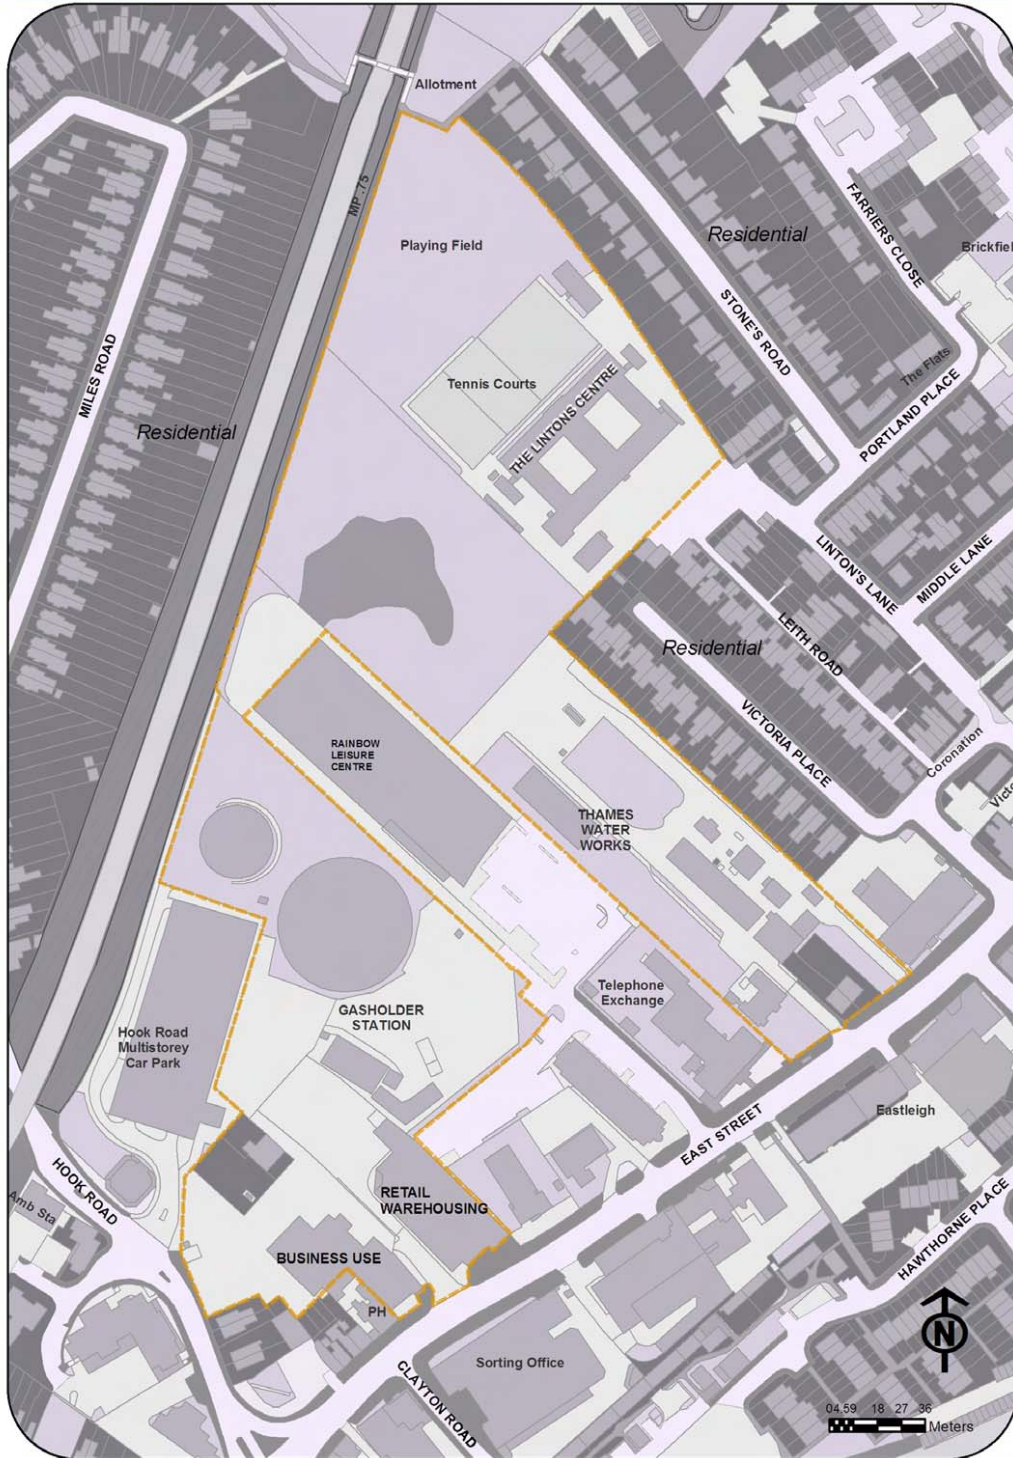 Allotment
MP .75
Playing Field
Residential
FARRIERS CLOSE
Brickfiel
STONE'S ROAD
The Flats
MILES ROAD
Tennis Courts
THE LINTONS CENTRE
PORTLAND PLACE
Residential
LINTON'S LANE
MIDDLE LANE
LEITH ROAD
Residential
VICTORIA PLACE
Coronation
Victo
RAINBOW
LEISURE
CENTRE
THAMES
WATER
WORKS
Telephone
Exchange
GASHOLDER
STATION
Hook Road
Multistorey
Car Park
EAST STREET
Eastleigh
HOOK ROAD
Amb Sta
RETAIL
WAREHOUSING
HAWTHORNE PLACE
BUSINESS USE
PH
Sorting Office
CLAYTON ROAD
N
04.59 18 27 36
Meters